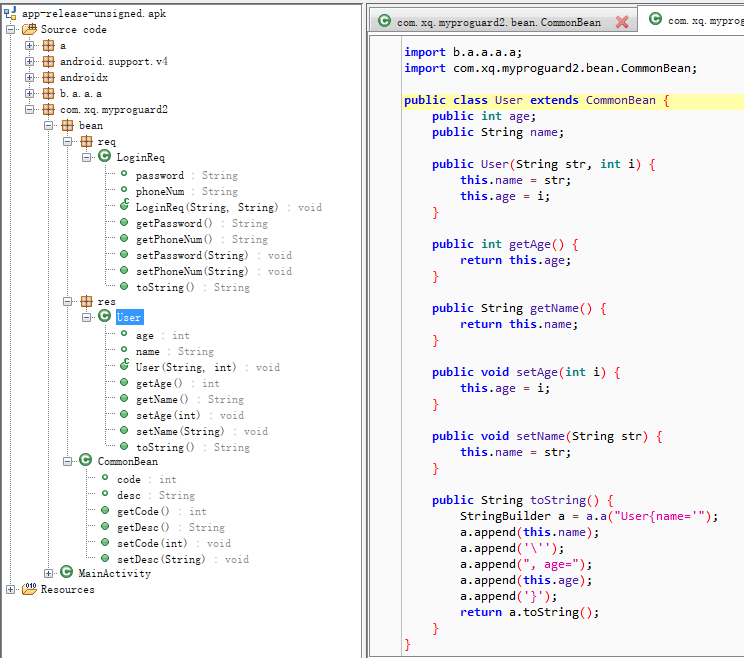 app-release-unsigned.apk
Source code
a
android.support.v4
androidx
b.a.a.a
com.xq.myproguard2
bean
req
LoginReq
password : String
phoneNum : String
LoginReq(String, String) : void
getPassword() : String
getPhoneNum() : String
setPassword(String) : void
setPhoneNum(String) : void
toString() : String
res
User
age : int
name : String
User(String, int) : void
getAge() : int
getName() : String
setAge(int) : void
setName(String) : void
toString() : String
CommonBean
code : int
desc : String
getCode() : int
getDesc() : String
setCode(int) : void
setDesc(String) : void
MainActivity
Resources
com.xq.myproguard2.bean.CommonBean
com.xq.myprog
import b.a.a.a.a;
import com.xq.myproguard2.bean.CommonBean;
public class User extends CommonBean {
public int age;
public String name;
public User(String str, int i) {
this.name = str;
this.age = i;
}
public int getAge() {
return this.age;
}
public String getName() {
return this.name;
}
public void setAge(int i) {
this.age = i;
}
public void setName(String str) {
this.name = str;
}
public String toString() {
StringBuilder a = a.a("User{name='");
a.append(this.name);
a.append('\'');
a.append(", age=");
a.append(this.age);
a.append('}');
return a.toString();
}
}